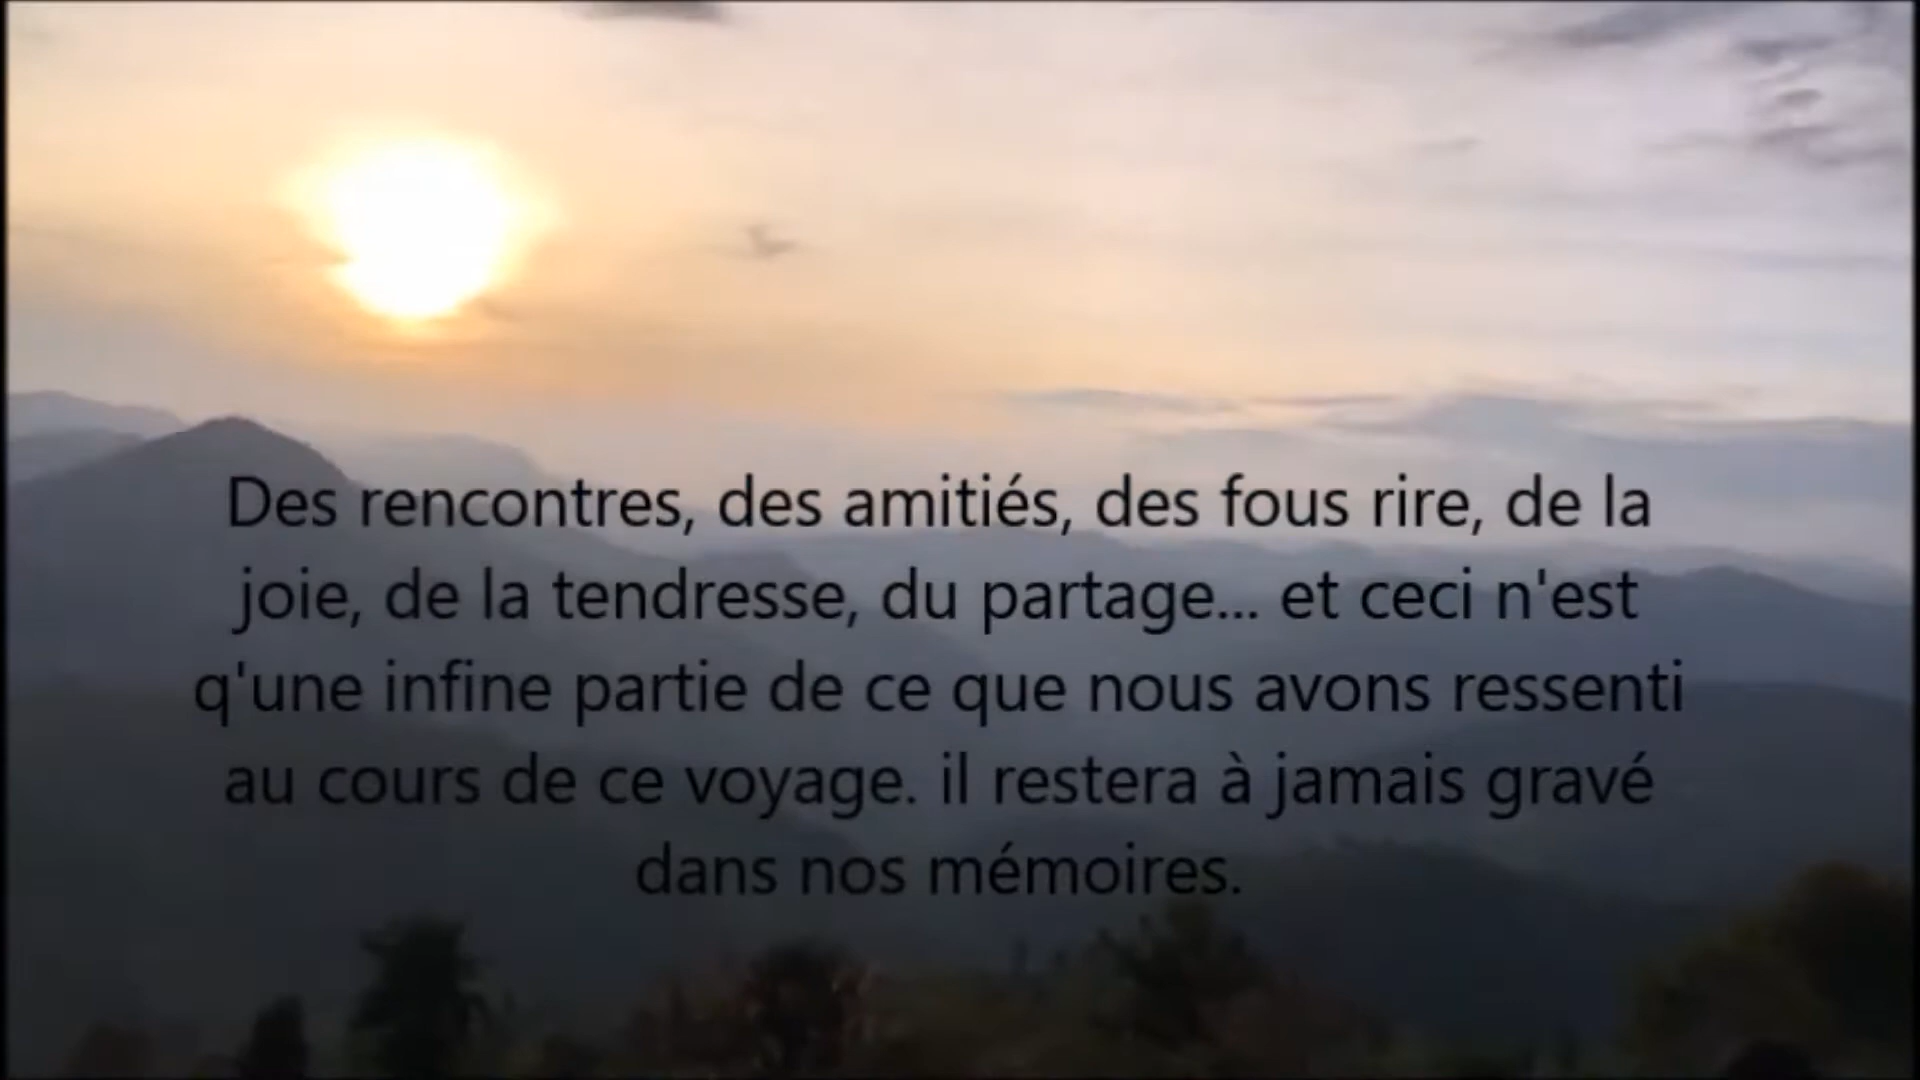 Des rencontres, des amitiés, des fous rire, de la
joie, de la tendresse, du partage... et ceci n'est
q'une infine partie de ce que nous avons ressenti
au cours de ce voyage. il restera à jamais gravé
dans nos mémoires.